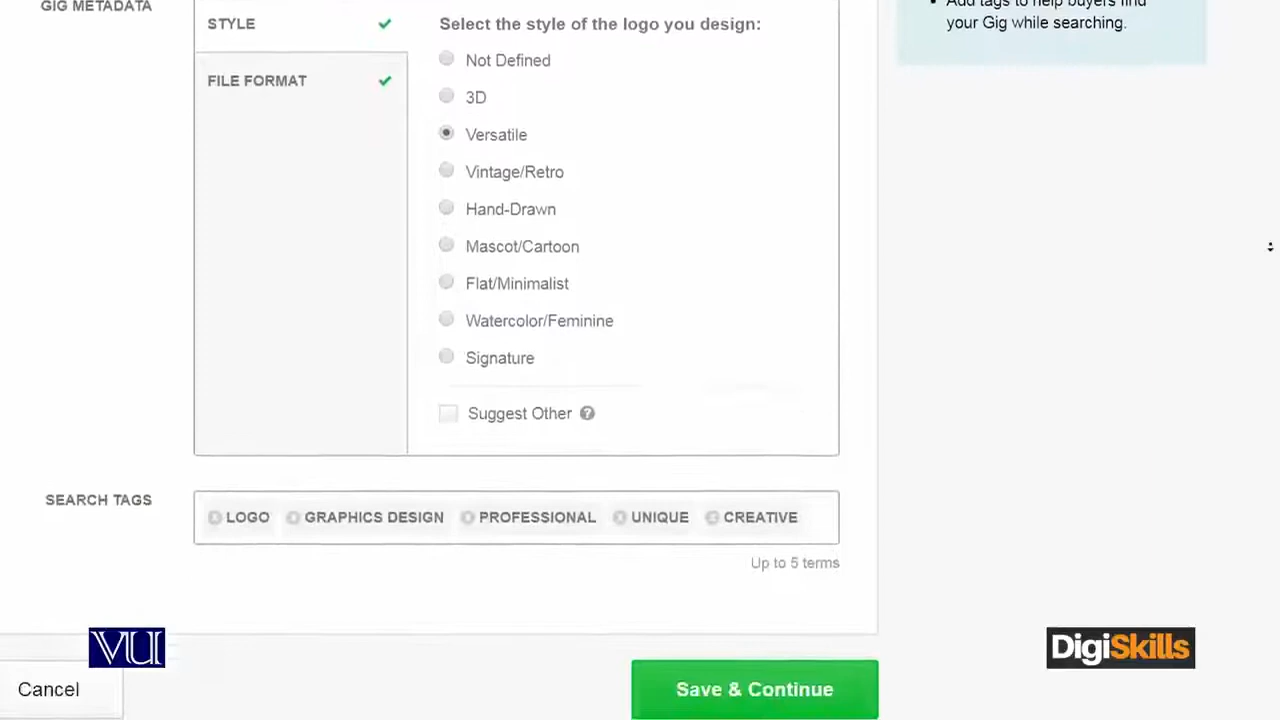 GIG METADATA
STYLE
Select the style of the logo you design:
Add tags to help buyers find
your Gig while searching.
Not Defined
FILE FORMAT
3D
Versatile
Vintage/Retro
Hand-Drawn
Mascot/Cartoon
Flat/Minimalist
Watercolor/Feminine
Signature
Suggest Other ?
SEARCH TAGS
LOGO GRAPHICS DESIGN PROFESSIONAL UNIQUE CREATIVE
Up to 5 terms
VU
DigiSkills
Cancel
Save & Continue